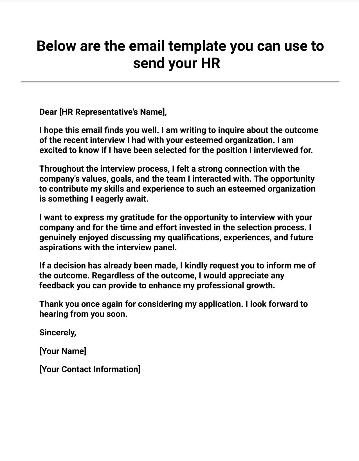 Below are the email template you can use to
send your HR
Dear [HR Representative's Name],
I hope this email finds you well. I am writing to inquire about the outcome
of the recent interview I had with your esteemed organization. I am
excited to know if I have been selected for the position I interviewed for.
Throughout the interview process, I felt a strong connection with the
company's values, goals, and the team I interacted with. The opportunity
to contribute my skills and experience to such an esteemed organization
is something I eagerly await.
I want to express my gratitude for the opportunity to interview with your
company and for the time and effort invested in the selection process. I
genuinely enjoyed discussing my qualifications, experiences, and future
aspirations with the interview panel.
If a decision has already been made, I kindly request you to inform me of
the outcome. Regardless of the outcome, I would appreciate any
feedback you can provide to enhance my professional growth.
Thank you once again for considering my application. I look forward to
hearing from you soon.
Sincerely,
[Your Name]
[Your Contact Information]